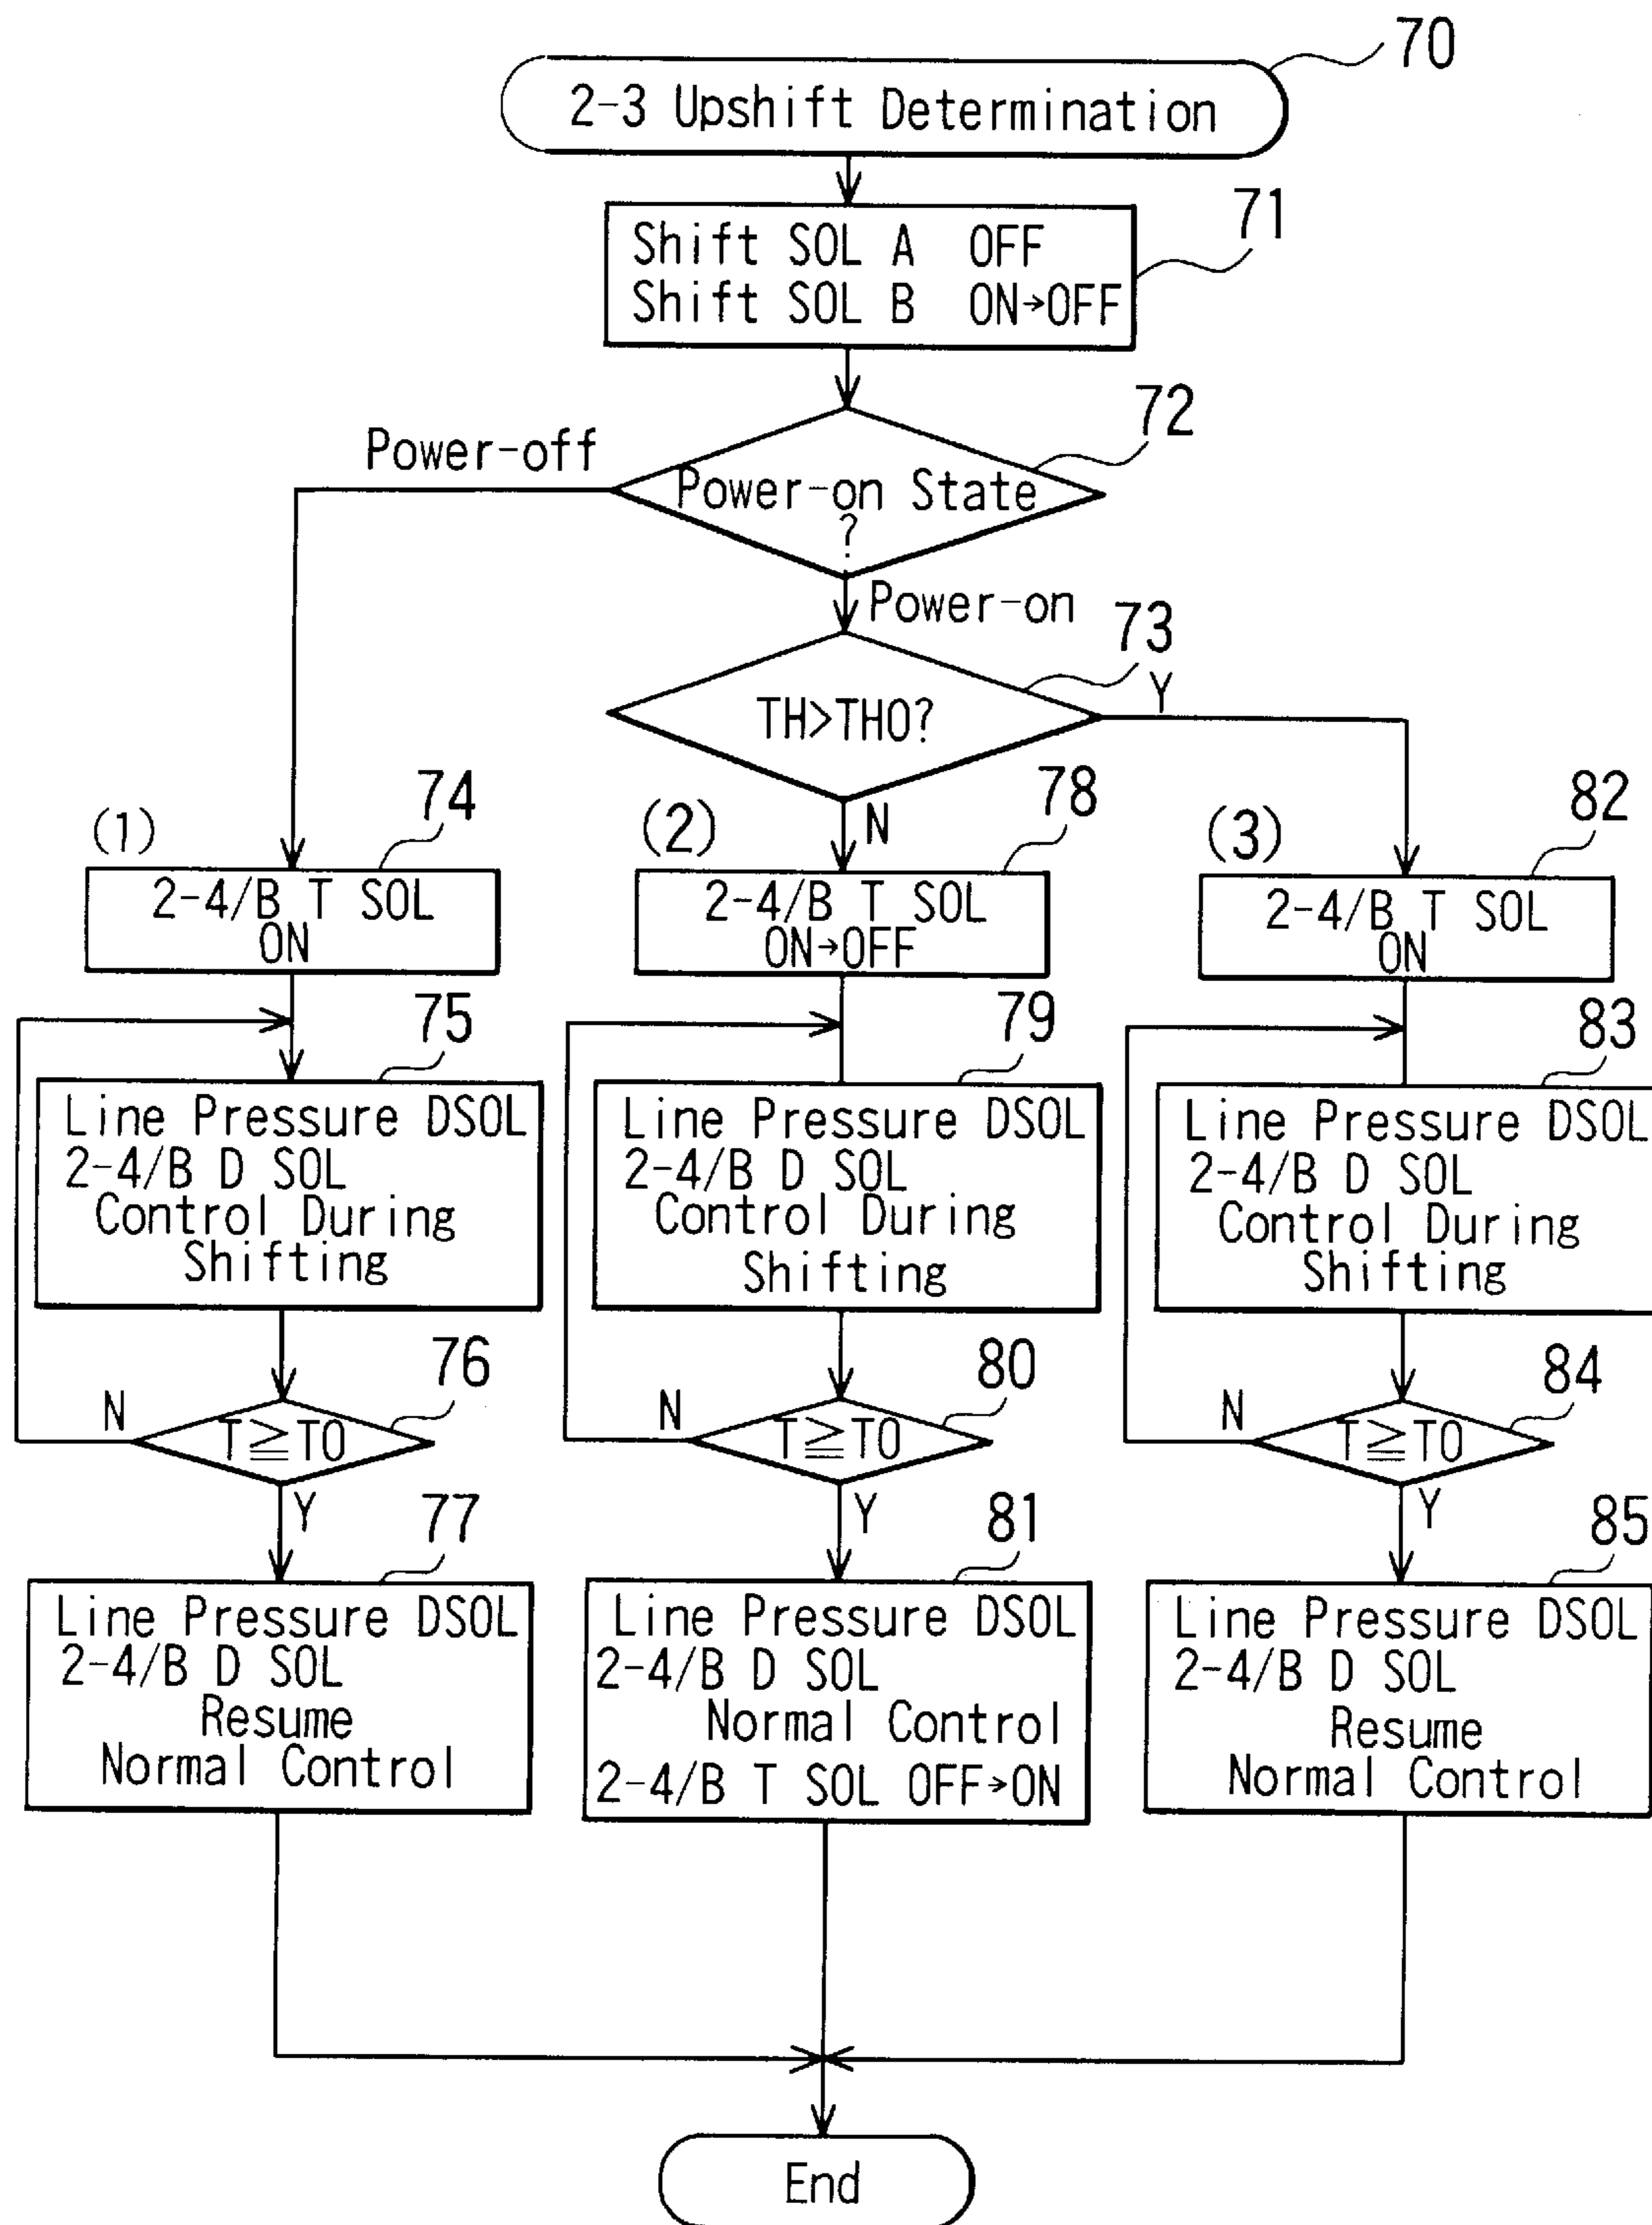 70
2-3 Upshift Determination
71
Shift SOL A OFF
Shift SOL B ON→OFF
72
Power-off
Power-on State
?
Power-on
73
TH>TH0?
Y
N
(1)
74
2-4/B T SOL
ON
75
Line Pressure DSOL
2-4/B D SOL
Control During
Shifting
76
N
T≧T0
Y
77
Line Pressure DSOL
2-4/B D SOL
Resume
Normal Control
(2)
78
2-4/B T SOL
ON→OFF
79
Line Pressure DSOL
2-4/B D SOL
Control During
Shifting
80
N
T≧T0
Y
81
Line Pressure DSOL
2-4/B D SOL
Normal Control
2-4/B T SOL OFF→ON
(3)
82
2-4/B T SOL
ON
83
Line Pressure DSOL
2-4/B D SOL
Control During
Shifting
84
N
T≧T0
Y
85
Line Pressure DSOL
2-4/B D SOL
Resume
Normal Control
End